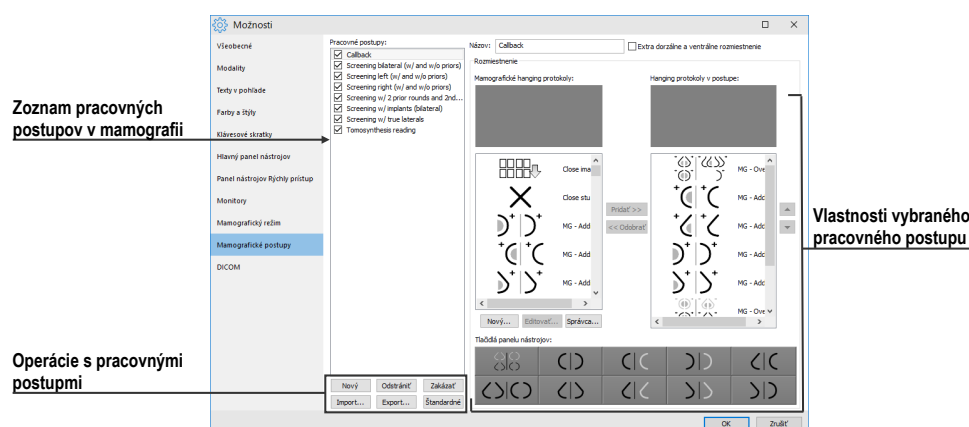 Možnosti
Všeobecné
Modality
Texty v pohľade
Farby a štýly
Klávesové skratky
Hlavný panel nástrojov
Panel nástrojov Rýchly prístup
Monitory
Mamografický režim
Mamografické postupy
DICOM
Pracovné postupy:
Callback
Screening bilateral (w/ and w/o priors)
Screening left (w/ and w/o priors)
Screening right (w/ and w/o priors)
Screening w/ 2 prior rounds and 2nd...
Screening w/ implants (bilateral)
Screening w/ true laterals
Tomosynthesis reading
Nový Odstrániť Zakázať
Import... Export... Štandardné
Názov: Callback
Extra dorzálne a ventrálne rozmiestnenie
Rozmiestnenie
Mamografické hanging protokoly:
Hanging protokoly v postupe:
Close ima
Close stu
MG - Add
MG - Add
MG - Add
Pridať >>
<< Odobrať
MG - Ove
MG - Add
MG - Add
MG - Add
MG - Add
MG - Ove
Nový... Editovať... Správca...
Tlačidlá panelu nástrojov:
OK Zrušiť
Zoznam pracovných
postupov v mamografii
Operácie s pracovnými
postupmi
Vlastnosti vybraného
pracovného postupu